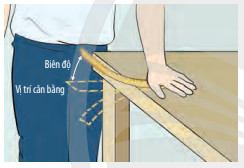 Biên độ
Vị trí cân bằng